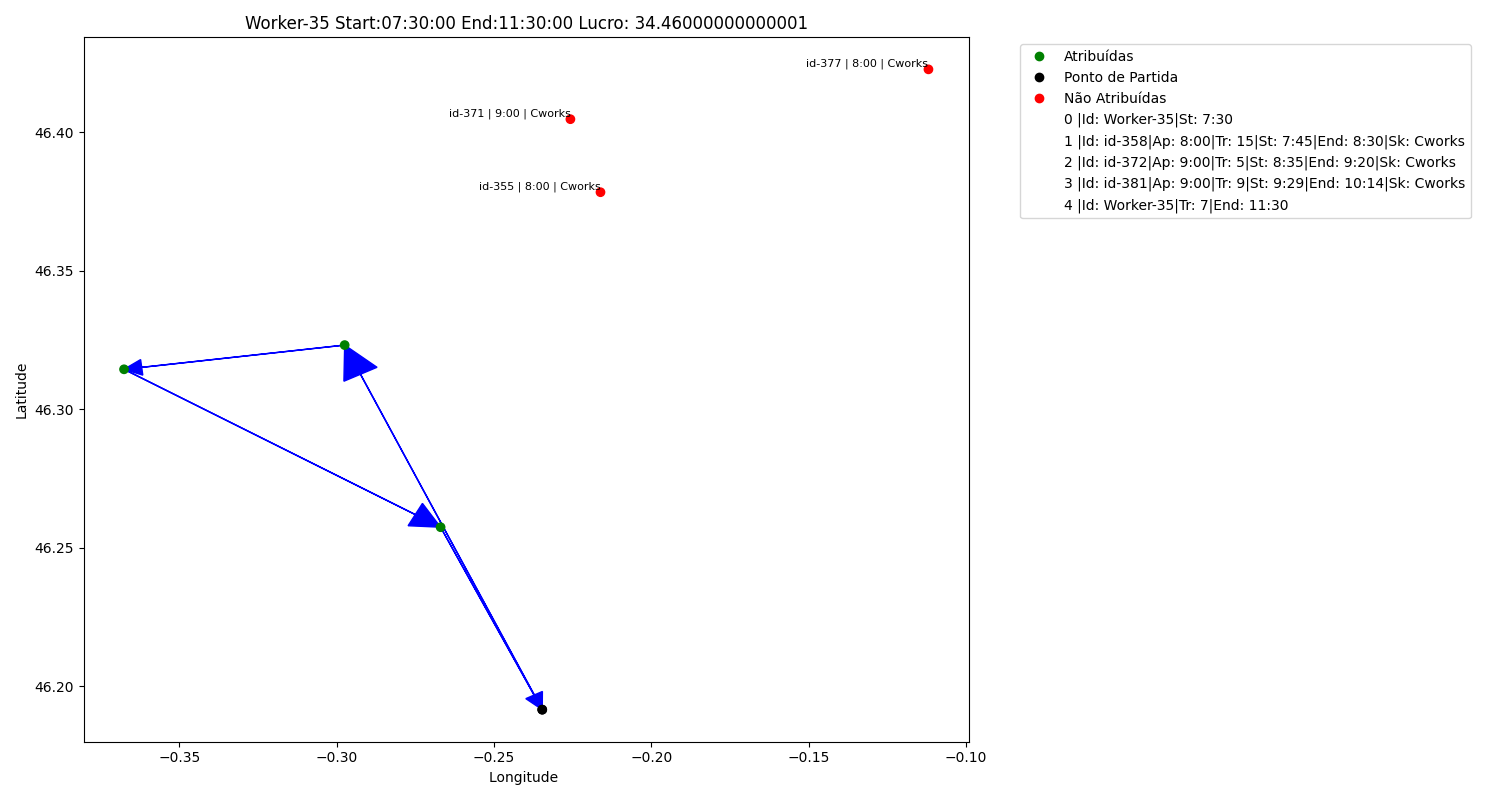 Worker-35 Start:07:30:00 End:11:30:00 Lucro: 34.46000000000001
Atribuídas
Ponto de Partida
Não Atribuídas
0 |Id: Worker-35|St: 7:30
1 |Id: id-358|Ap: 8:00|Tr: 15|St: 7:45|End: 8:30|Sk: Cworks
2 |Id: id-372|Ap: 9:00|Tr: 5|St: 8:35|End: 9:20|Sk: Cworks
3 |Id: id-381|Ap: 9:00|Tr: 9|St: 9:29|End: 10:14|Sk: Cworks
4 |Id: Worker-35|Tr: 7|End: 11:30
id-377 | 8:00 | Cworks
id-371 | 9:00 | Cworks
id-355 | 8:00 | Cworks
46.40
46.35
46.30
46.25
46.20
Latitude
−0.35
−0.30
−0.25
−0.20
−0.15
−0.10
Longitude